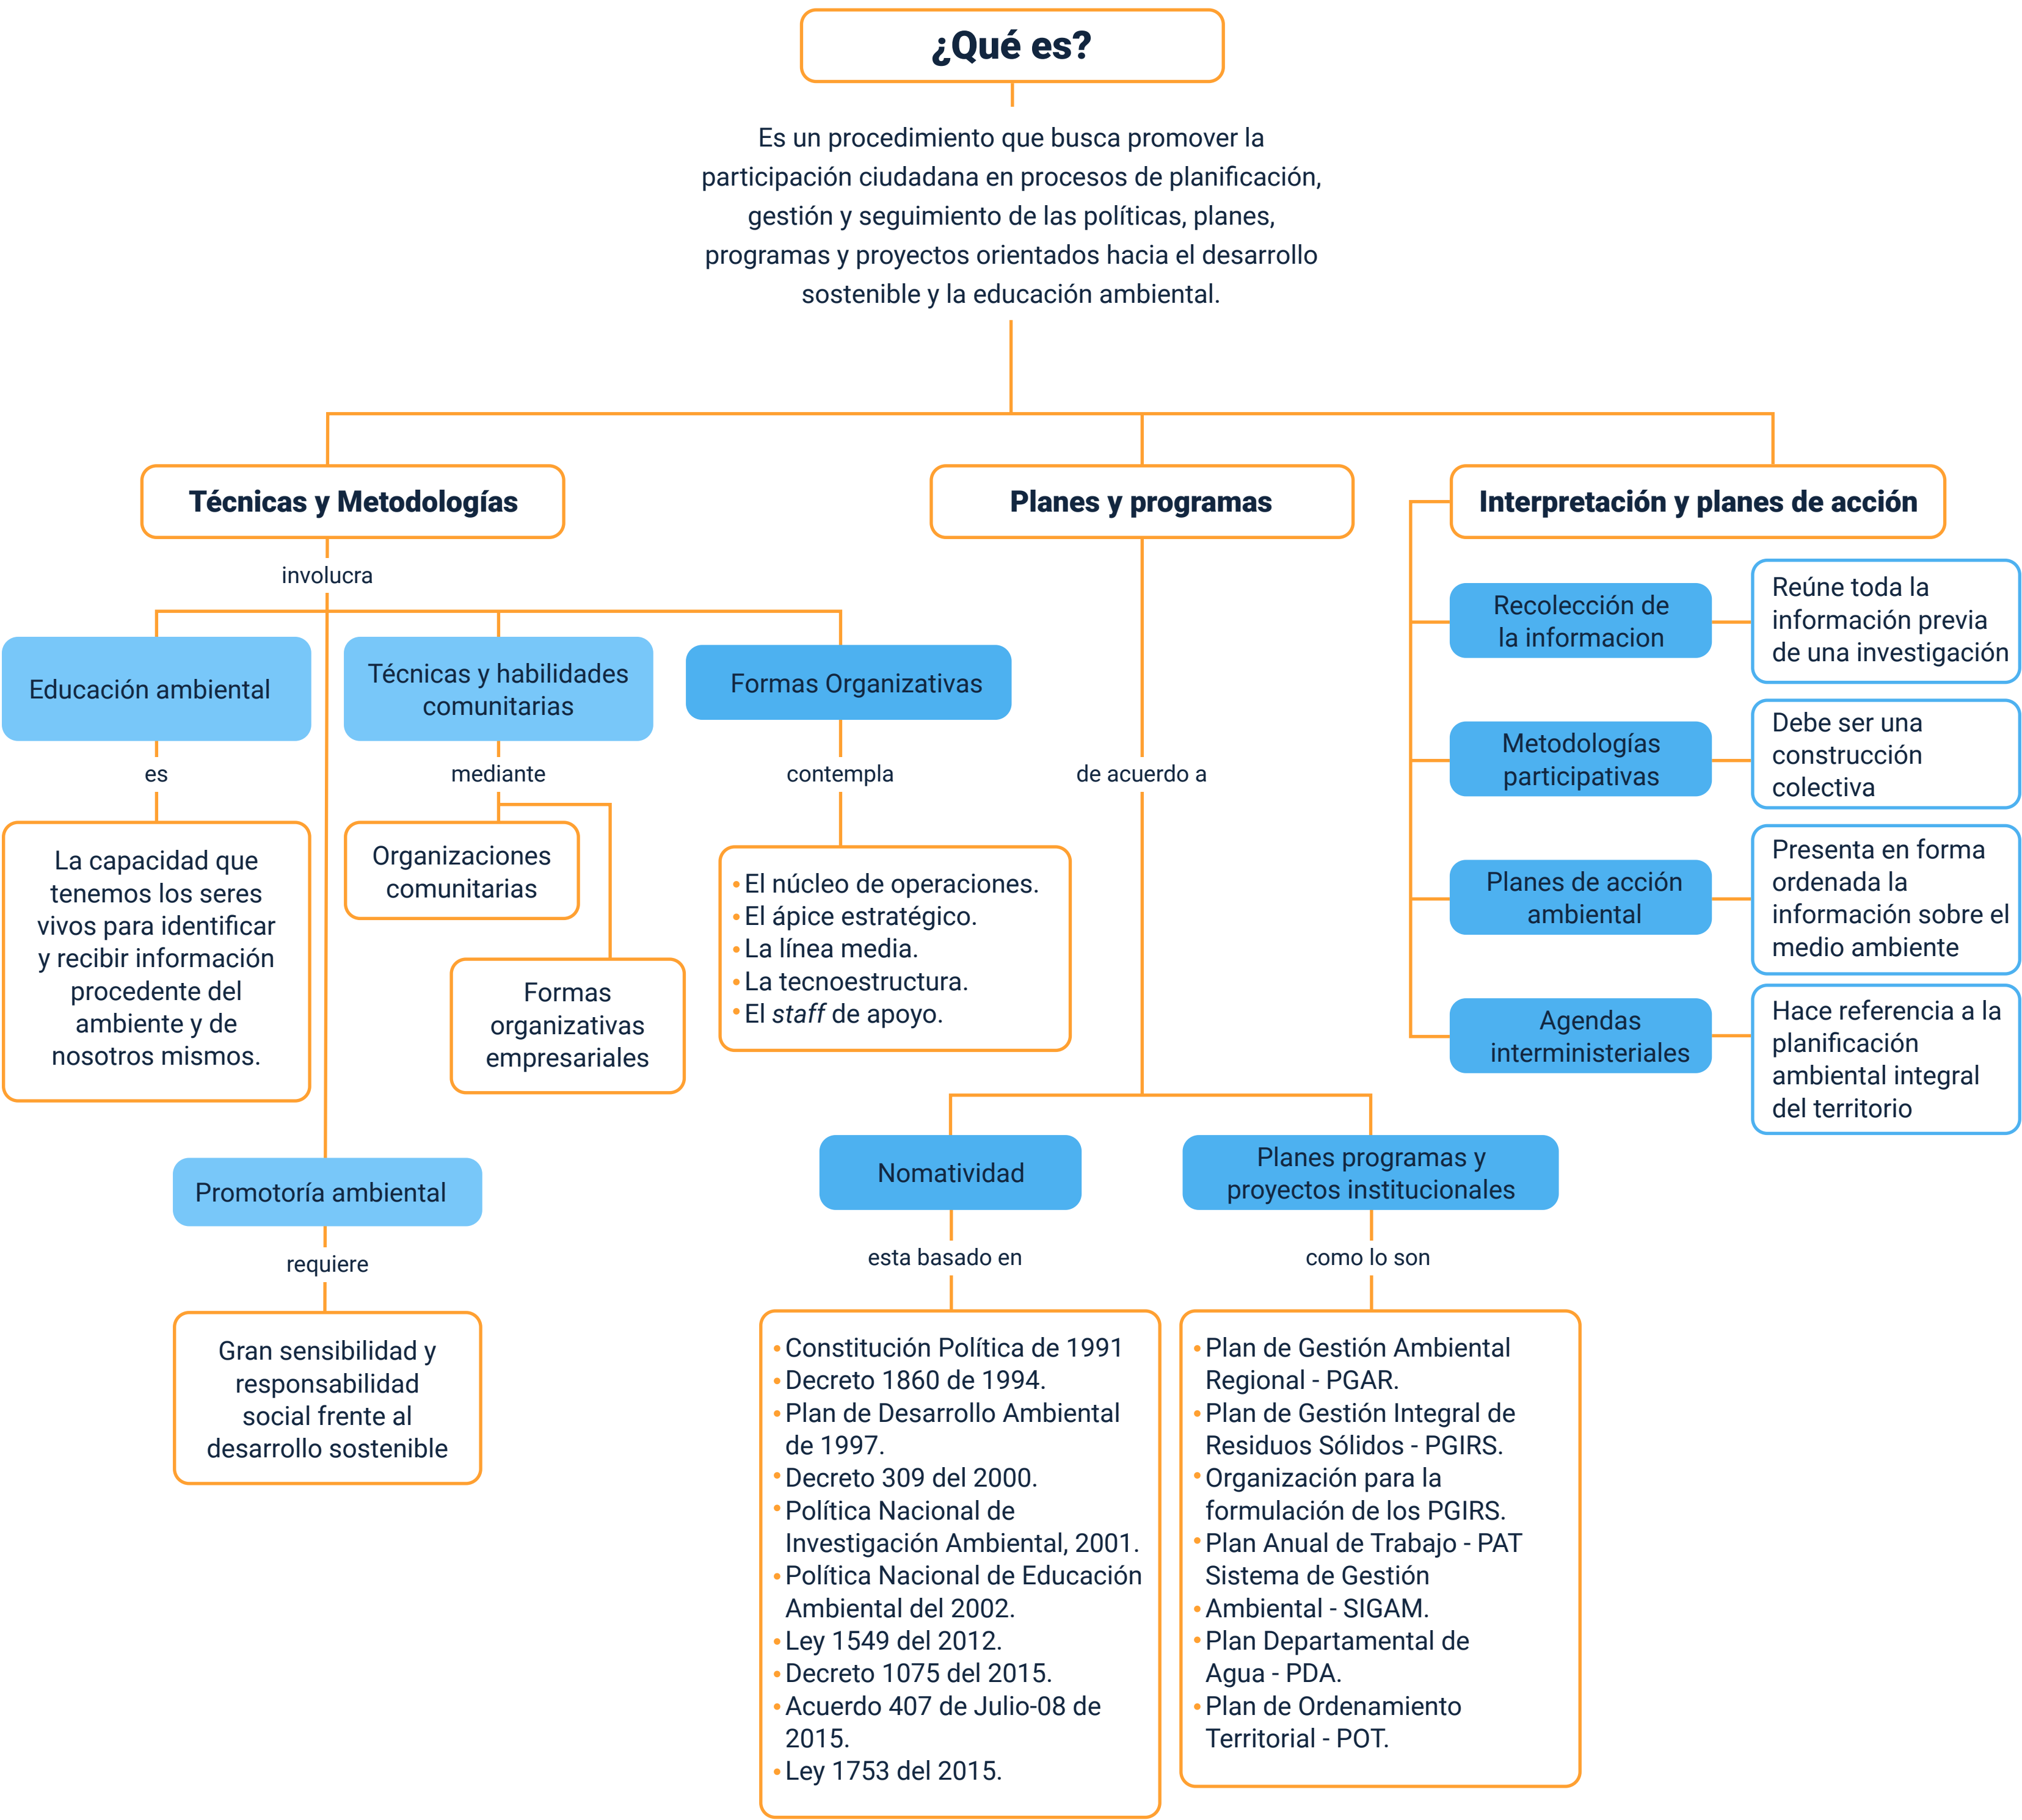 ¿Qué es?
Es un procedimiento que busca promover la
participación ciudadana en procesos de planificación,
gestión y seguimiento de las políticas, planes,
programas y proyectos orientados hacia el desarrollo
sostenible y la educación ambiental.
Técnicas y Metodologías
involucra
Educación ambiental
es
La capacidad que
tenemos los seres
vivos para identificar
y recibir información
procedente del
ambiente y de
nosotros mismos.
Promotoría ambiental
requiere
Gran sensibilidad y
responsabilidad
social frente al
desarrollo sostenible
Técnicas y habilidades
comunitarias
mediante
Organizaciones
comunitarias
Formas
organizativas
empresariales
Formas Organizativas
contempla
• El núcleo de operaciones.
• El ápice estratégico.
• La línea media.
• La tecnoestructura.
• El staff de apoyo.
Planes y programas
de acuerdo a
Nomatividad
esta basado en
• Constitución Política de 1991
• Decreto 1860 de 1994.
• Plan de Desarrollo Ambiental
de 1997.
• Decreto 309 del 2000.
• Política Nacional de
Investigación Ambiental, 2001.
• Política Nacional de Educación
Ambiental del 2002.
• Ley 1549 del 2012.
• Decreto 1075 del 2015.
• Acuerdo 407 de Julio-08 de
2015.
• Ley 1753 del 2015.
Planes programas y
proyectos institucionales
como lo son
• Plan de Gestión Ambiental
Regional - PGAR.
• Plan de Gestión Integral de
Residuos Sólidos - PGIRS.
• Organización para la
formulación de los PGIRS.
• Plan Anual de Trabajo - PAT
Sistema de Gestión
• Ambiental - SIGAM.
• Plan Departamental de
Agua - PDA.
• Plan de Ordenamiento
Territorial - POT.
Interpretación y planes de acción
Recolección de
la informacion
Reúne toda la
información previa
de una investigación
Metodologías
participativas
Debe ser una
construcción
colectiva
Planes de acción
ambiental
Presenta en forma
ordenada la
información sobre el
medio ambiente
Agendas
interministeriales
Hace referencia a la
planificación
ambiental integral
del territorio